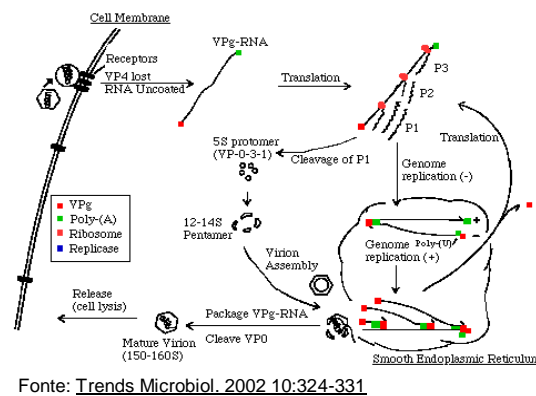 Cell Membrane
Receptors
VP4 lost
RNA Uncoated
VPg-RNA
Translation
P3
P2
P1
5S protomer
(VP-0-3-1)
Cleavage of P1
Genome
replication (-)
Translation
VPg
Poly-(A)
Ribosome
Replicase
12-14S
Pentamer
Virion
Assembly
+
-
Genome Poly-(U)
replication (+)
Release
(cell lysis)
Package VPg-RNA
Cleave VP0
Mature Virion
(150-160S)
Smooth Endoplasmic Reticulum
Fonte: Trends Microbiol. 2002 10:324-331